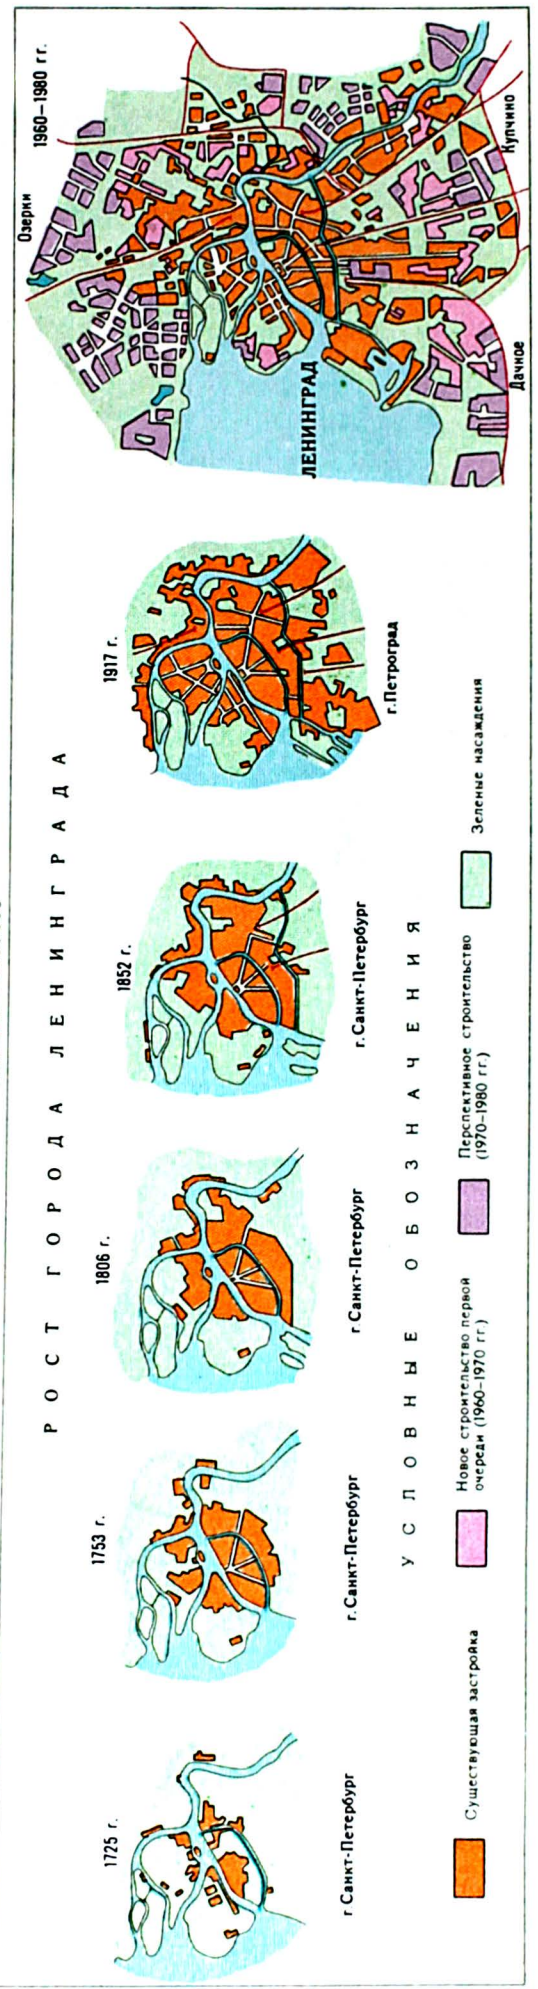 РОСТ ГОРОДА ЛЕНИНГРАДА
1725 г.
г.Санкт-Петербург
1753 г.
г.Санкт-Петербург
1806 г.
г.Санкт-Петербург
1852 г.
г.Санкт-Петербург
1917 г.
г.Петроград
1960–1980 гг.
Озерки
ЛЕНИНГРАД
Дачное
Купчино
УСЛОВНЫЕ ОБОЗНАЧЕНИЯ
Существующая застройка
Новое строительство первой
очереди (1960–1970 гг.)
Перспективное строительство
(1970–1980 гг.)
Зеленые насаждения